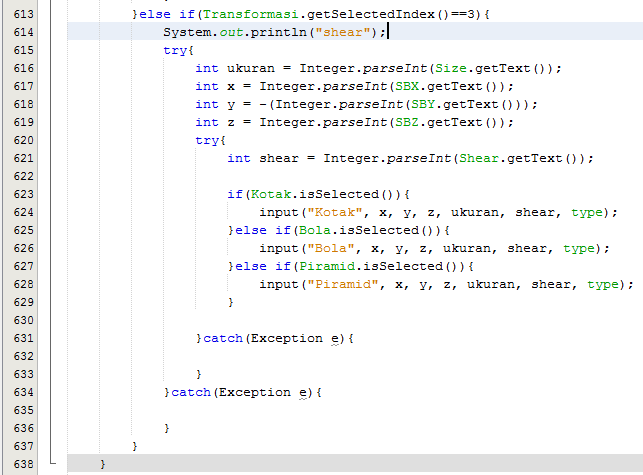 613 }else if(Transformasi.getSelectedIndex()==3){
614 System.out.println("shear");
615 try{
616 int ukuran = Integer.parseInt(Size.getText());
617 int x = Integer.parseInt(SBX.getText());
618 int y = -(Integer.parseInt(SBY.getText()));
619 int z = Integer.parseInt(SBZ.getText());
620 try{
621 int shear = Integer.parseInt(Shear.getText());
622
623 if(Kotak.isSelected()){
624 input("Kotak", x, y, z, ukuran, shear, type);
625 }else if(Bola.isSelected()){
626 input("Bola", x, y, z, ukuran, shear, type);
627 }else if(Piramid.isSelected()){
628 input("Piramid", x, y, z, ukuran, shear, type);
629 }
630
631 }catch(Exception e){
632
633 }
634 }catch(Exception e){
635
636 }
637 }
638 }